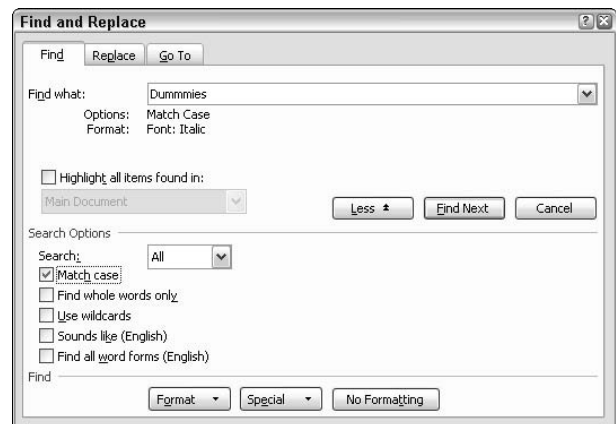 Find and Replace
Find Replace Go To
Find what: Dummmies
Options: Match Case
Format: Font: Italic
Highlight all items found in:
Main Document
Less Find Next Cancel
Search Options
Search: All
Match case
Find whole words only
Use wildcards
Sounds like (English)
Find all word forms (English)
Find
Format Special No Formatting